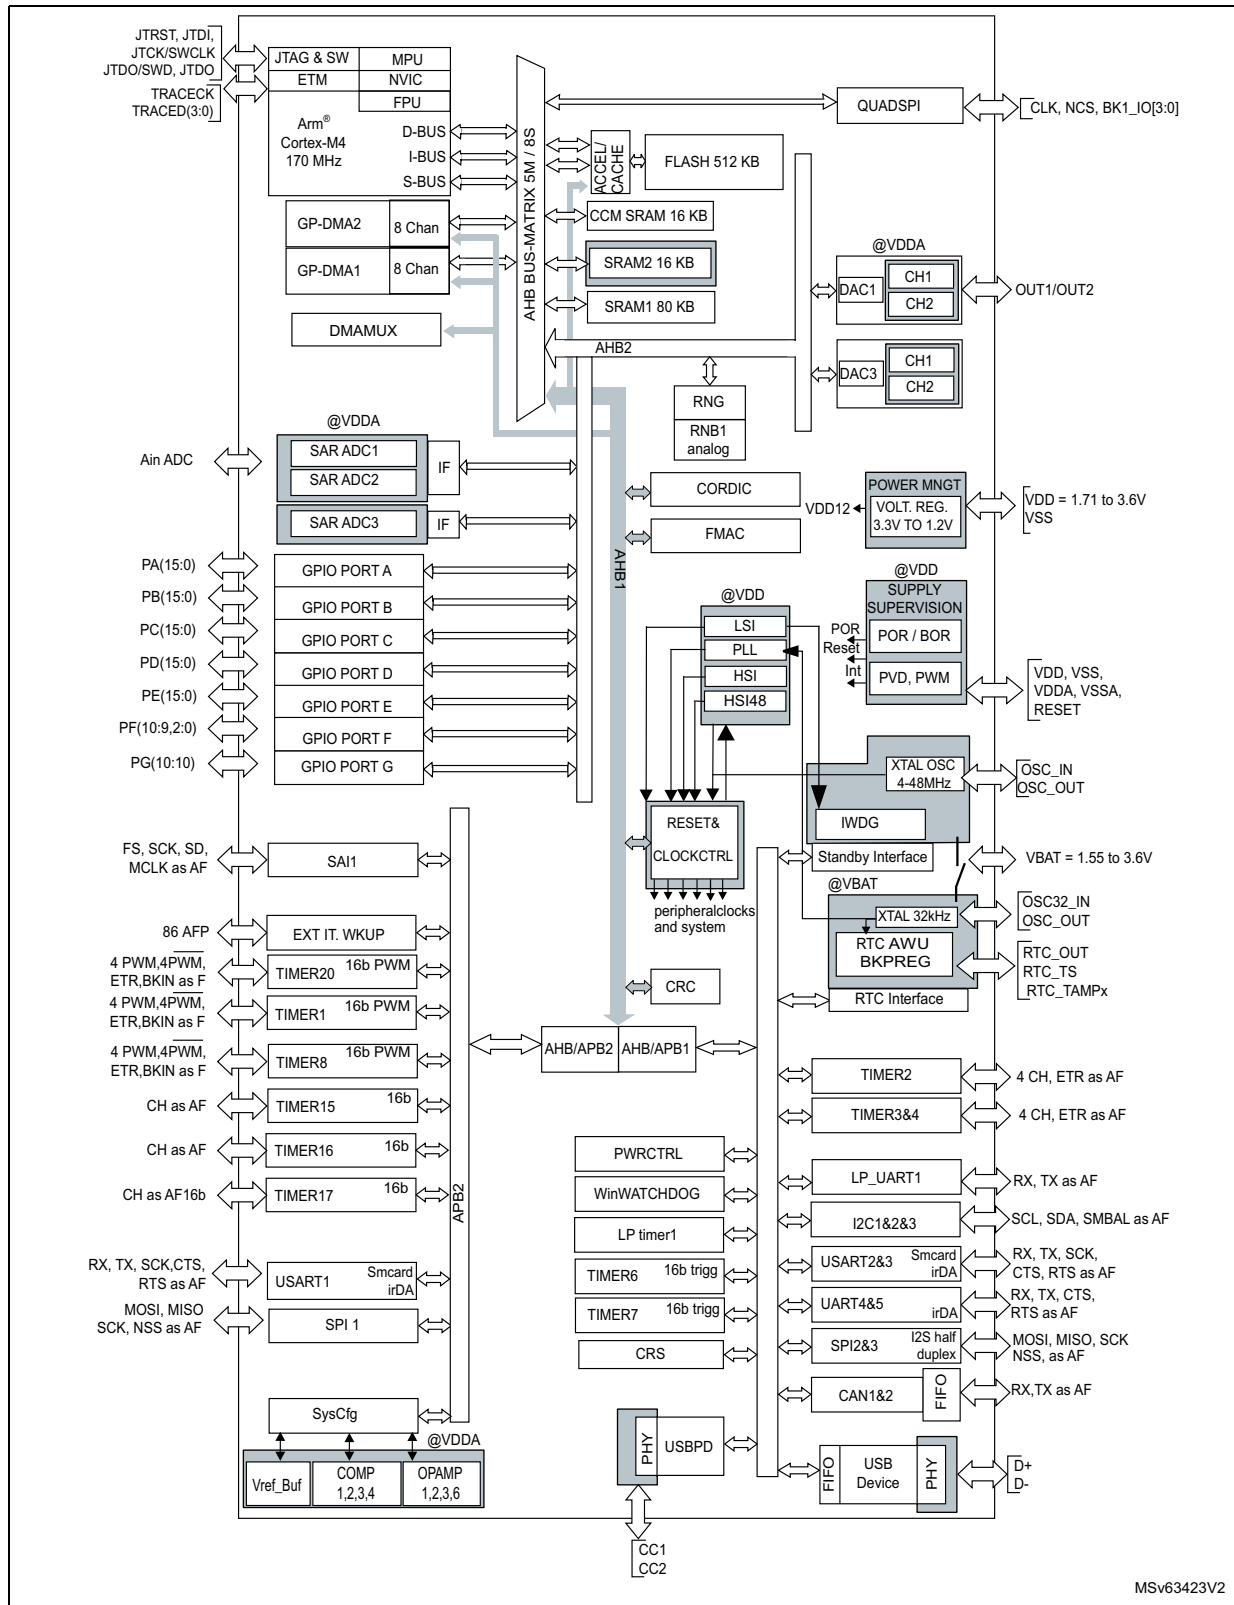 JTRST, JTDI,
JTCK/SWCLK
JTDO/SWD, JTDO
TRACECK
TRACED(3:0)
JTAG & SW
MPU
ETM
NVIC
FPU
Arm®
Cortex-M4
170 MHz
D-BUS
I-BUS
S-BUS
GP-DMA2
8 Chan
GP-DMA1
8 Chan
DMAMUX
AHB BUS-MATRIX 5M / 8S
QUADSPI
CLK, NCS, BK1_IO[3:0]
ACCEL/
CACHE
FLASH 512 KB
CCM SRAM 16 KB
SRAM2 16 KB
SRAM1 80 KB
AHB2
RNG
RNB1
analog
@VDDA
DAC1
CH1
CH2
OUT1/OUT2
DAC3
CH1
CH2
@VDDA
Ain ADC
SAR ADC1
SAR ADC2
IF
SAR ADC3
IF
CORDIC
FMAC
AHB1
POWER MNGT
VDD12
VOLT. REG.
3.3V TO 1.2V
VDD = 1.71 to 3.6V
VSS
PA(15:0)
GPIO PORT A
PB(15:0)
GPIO PORT B
PC(15:0)
GPIO PORT C
PD(15:0)
GPIO PORT D
PE(15:0)
GPIO PORT E
PF(10:9,2:0)
GPIO PORT F
PG(10:10)
GPIO PORT G
@VDD
LSI
PLL
HSI
HSI48
@VDD
SUPPLY
SUPERVISION
POR
Reset
Int
POR / BOR
PVD, PWM
VDD, VSS,
VDDA, VSSA,
RESET
XTAL OSC
4-48MHz
OSC_IN
OSC_OUT
IWDG
RESET&
CLOCKCTRL
peripheralclocks
and system
Standby Interface
VBAT = 1.55 to 3.6V
@VBAT
XTAL 32kHz
OSC32_IN
OSC_OUT
RTC AWU
BKPREG
RTC_OUT
RTC_TS
RTC_TAMPx
RTC Interface
FS, SCK, SD,
MCLK as AF
SAI1
86 AFP
EXT IT. WKUP
4 PWM,4PWM,
ETR,BKIN as F
TIMER20
16b PWM
4 PWM,4PWM,
ETR,BKIN as F
TIMER1
16b PWM
4 PWM,4PWM,
ETR,BKIN as F
TIMER8
16b PWM
CH as AF
TIMER15
16b
CH as AF
TIMER16
16b
CH as AF16b
TIMER17
16b
APB2
RX, TX, SCK,CTS,
RTS as AF
USART1
Smcard
irDA
MOSI, MISO
SCK, NSS as AF
SPI 1
SysCfg
@VDDA
Vref_Buf
COMP
1,2,3,4
OPAMP
1,2,3,6
CRC
AHB/APB2
AHB/APB1
PWRCTRL
WinWATCHDOG
LP timer1
TIMER6
16b trigg
TIMER7
16b trigg
CRS
PHY
USBPD
CC1
CC2
TIMER2
4 CH, ETR as AF
TIMER3&4
4 CH, ETR as AF
LP_UART1
RX, TX as AF
I2C1&2&3
SCL, SDA, SMBAL as AF
USART2&3
Smcard
irDA
RX, TX, SCK,
CTS, RTS as AF
UART4&5
irDA
RX, TX, CTS,
RTS as AF
SPI2&3
I2S half
duplex
MOSI, MISO, SCK
NSS, as AF
CAN1&2
FIFO
RX,TX as AF
FIFO
USB
Device
PHY
D+
D-
MSv63423V2